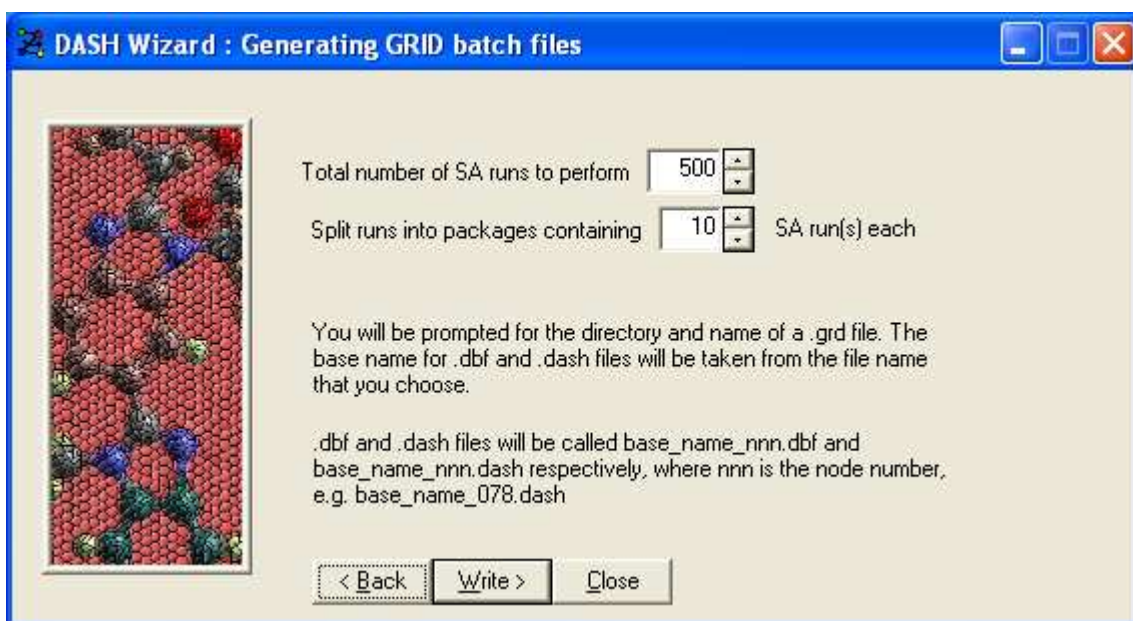 DASH Wizard : Generating GRID batch files
Total number of SA runs to perform 500
Split runs into packages containing 10 SA run(s) each
You will be prompted for the directory and name of a .grd file. The
base name for .dbf and .dash files will be taken from the file name
that you choose.
.dbf and .dash files will be called base_name_nnn.dbf and
base_name_nnn.dash respectively, where nnn is the node number,
e.g. base_name_078.dash
< Back Write > Close